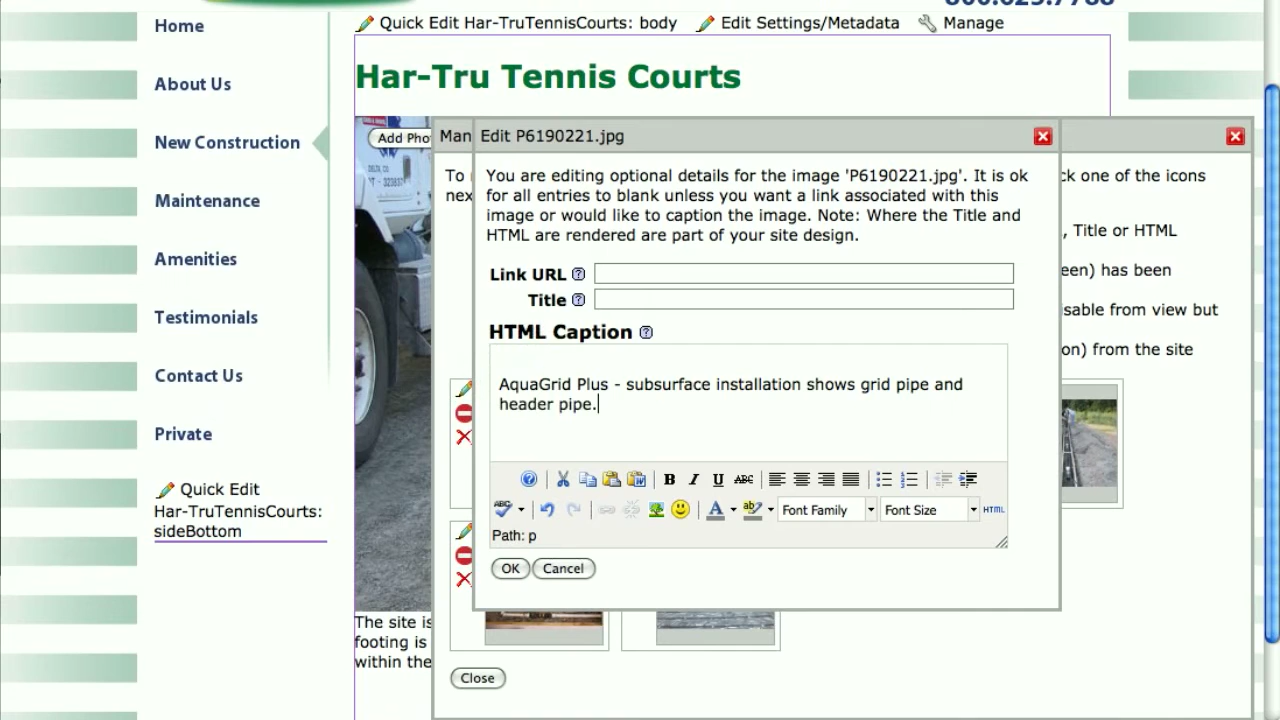 800.625.7788
Home
About Us
New Construction
Maintenance
Amenities
Testimonials
Contact Us
Private
Quick Edit
Har-TruTennisCourts:
sideBottom
Quick Edit Har-TruTennisCourts: body
Edit Settings/Metadata
Manage
Har-Tru Tennis Courts
Add Pho
Man
To
nex
Edit P6190221.jpg
You are editing optional details for the image 'P6190221.jpg'. It is ok
for all entries to blank unless you want a link associated with this
image or would like to caption the image. Note: Where the Title and
HTML are rendered are part of your site design.
Link URL
Title
HTML Caption
AquaGrid Plus - subsurface installation shows grid pipe and
header pipe.
B I U ABC
ABC
A ab
Font Family
Font Size
HTML
Path: p
OK
Cancel
ck one of the icons
, Title or HTML
een) has been
sable from view but
on) from the site
The site is
footing is
within the
Close